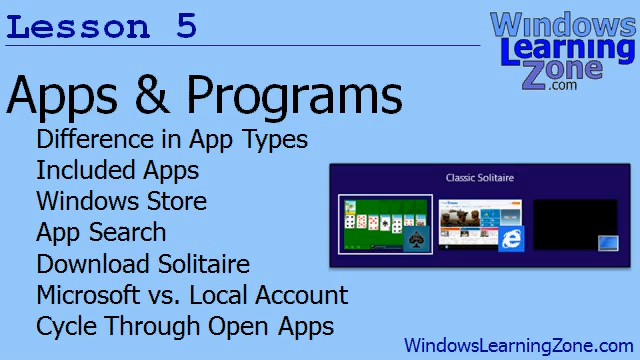 Lesson 5
Windows
Learning
Zone
.com
Apps & Programs
Difference in App Types
Included Apps
Windows Store
App Search
Download Solitaire
Microsoft vs. Local Account
Cycle Through Open Apps
Classic Solitaire
WindowsLearningZone.com